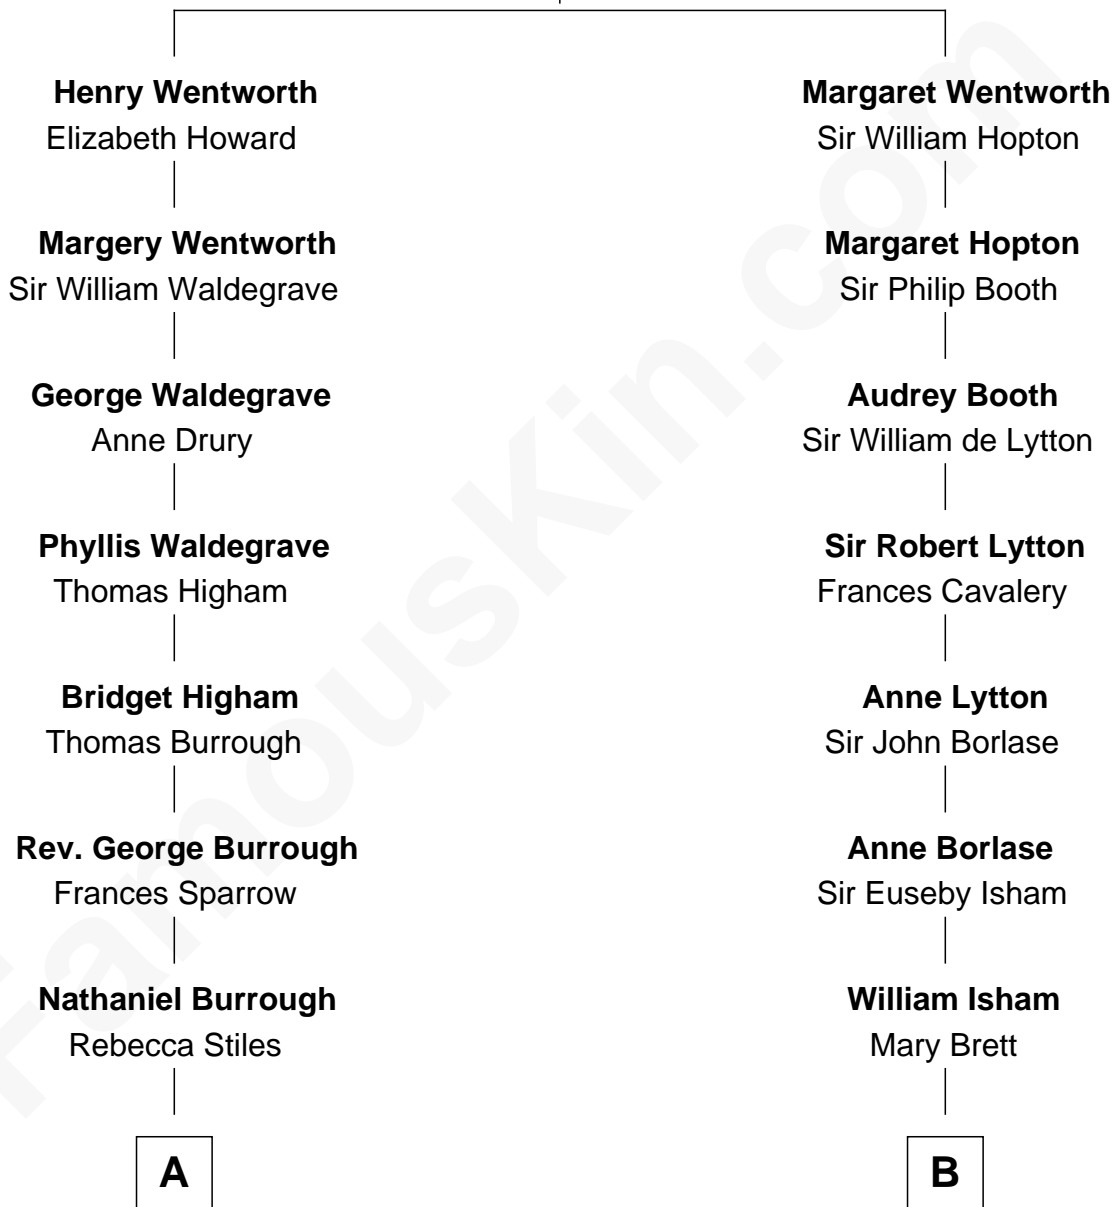 Henry Wentworth
Elizabeth Howard
Margery Wentworth
Sir William Waldegrave
George Waldegrave
Anne Drury
Phyllis Waldegrave
Thomas Higham
Bridget Higham
Thomas Burrough
Rev. George Burrough
Frances Sparrow
Nathaniel Burrough
Rebecca Stiles
A
Margaret Wentworth
Sir William Hopton
Margaret Hopton
Sir Philip Booth
Audrey Booth
Sir William de Lytton
Sir Robert Lytton
Frances Cavalery
Anne Lytton
Sir John Borlase
Anne Borlase
Sir Euseby Isham
William Isham
Mary Brett
B
FamousKin.com